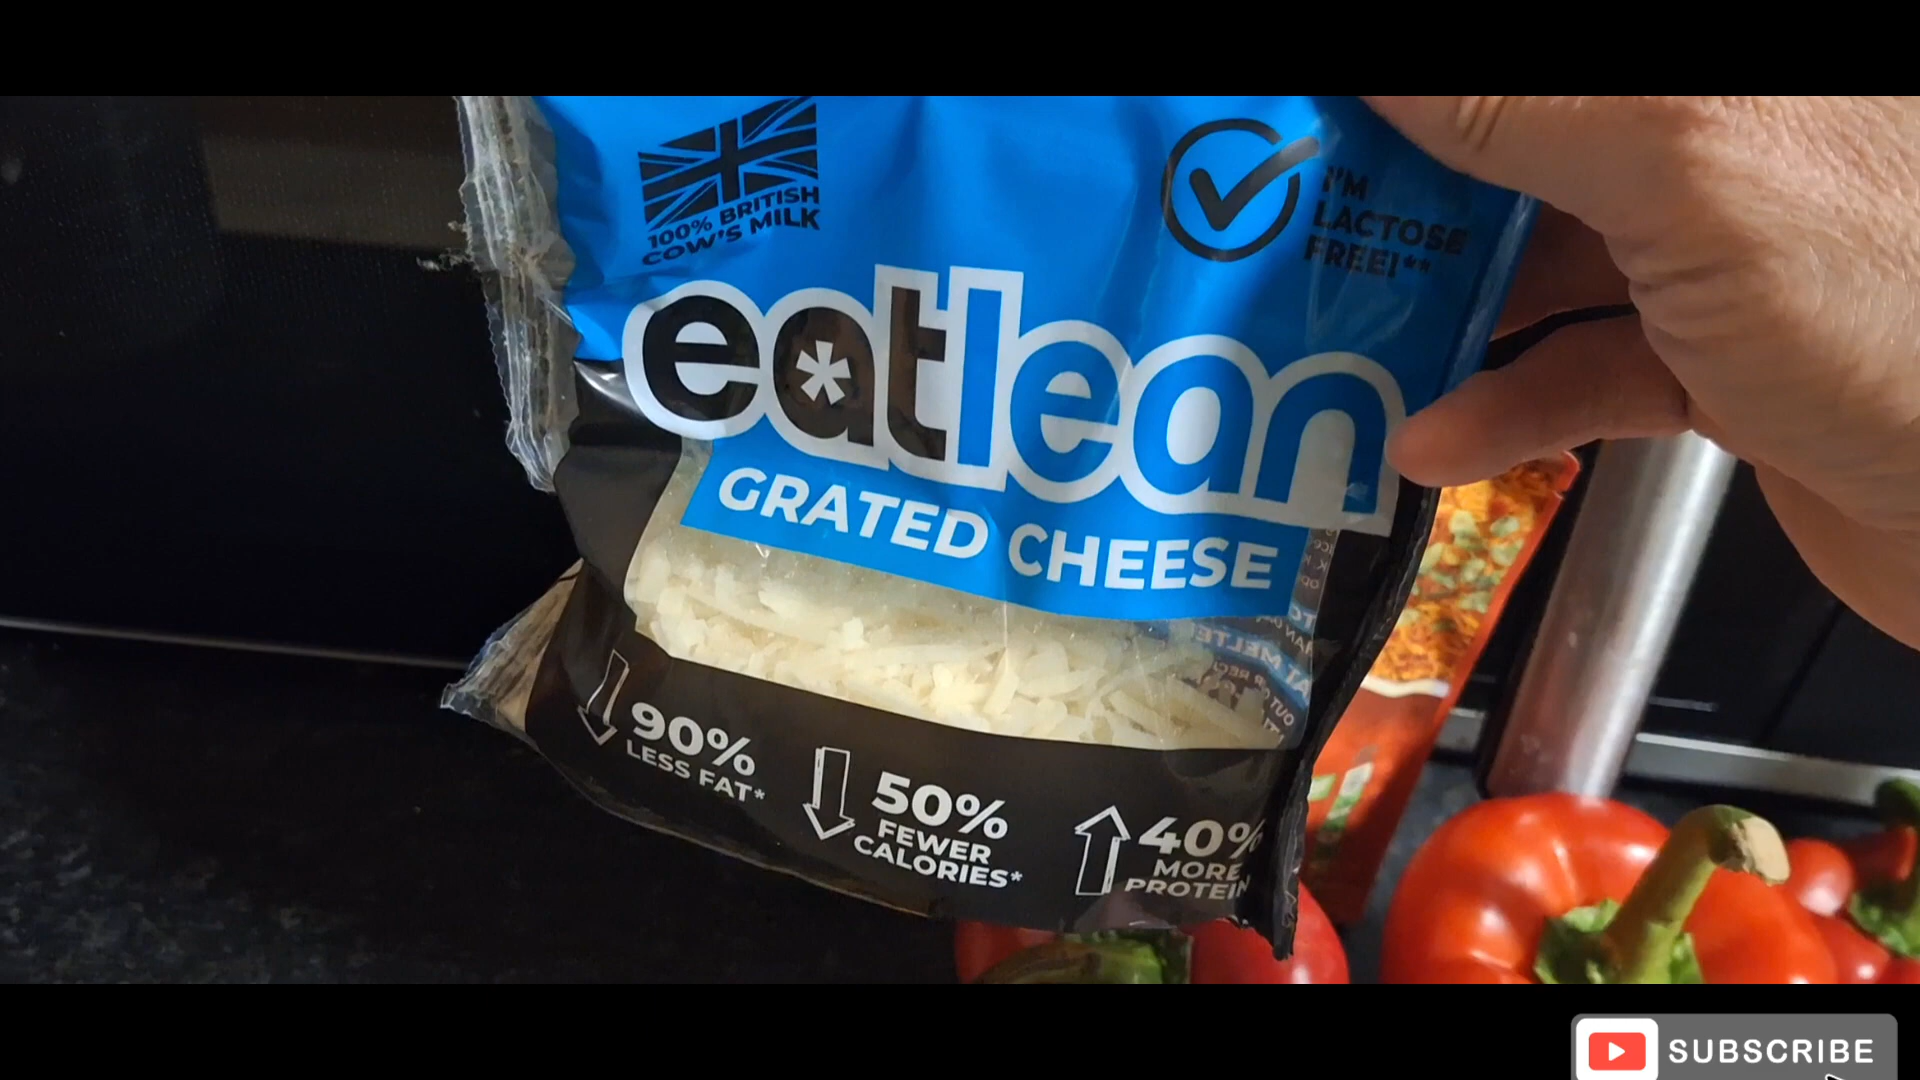 100% BRITISH
COW'S MILK
I'M
LACTOSE
FREE!**
eatlean
GRATED CHEESE
90%
LESS FAT*
50%
FEWER
CALORIES*
40%
MORE
PROTEIN
SUBSCRIBE